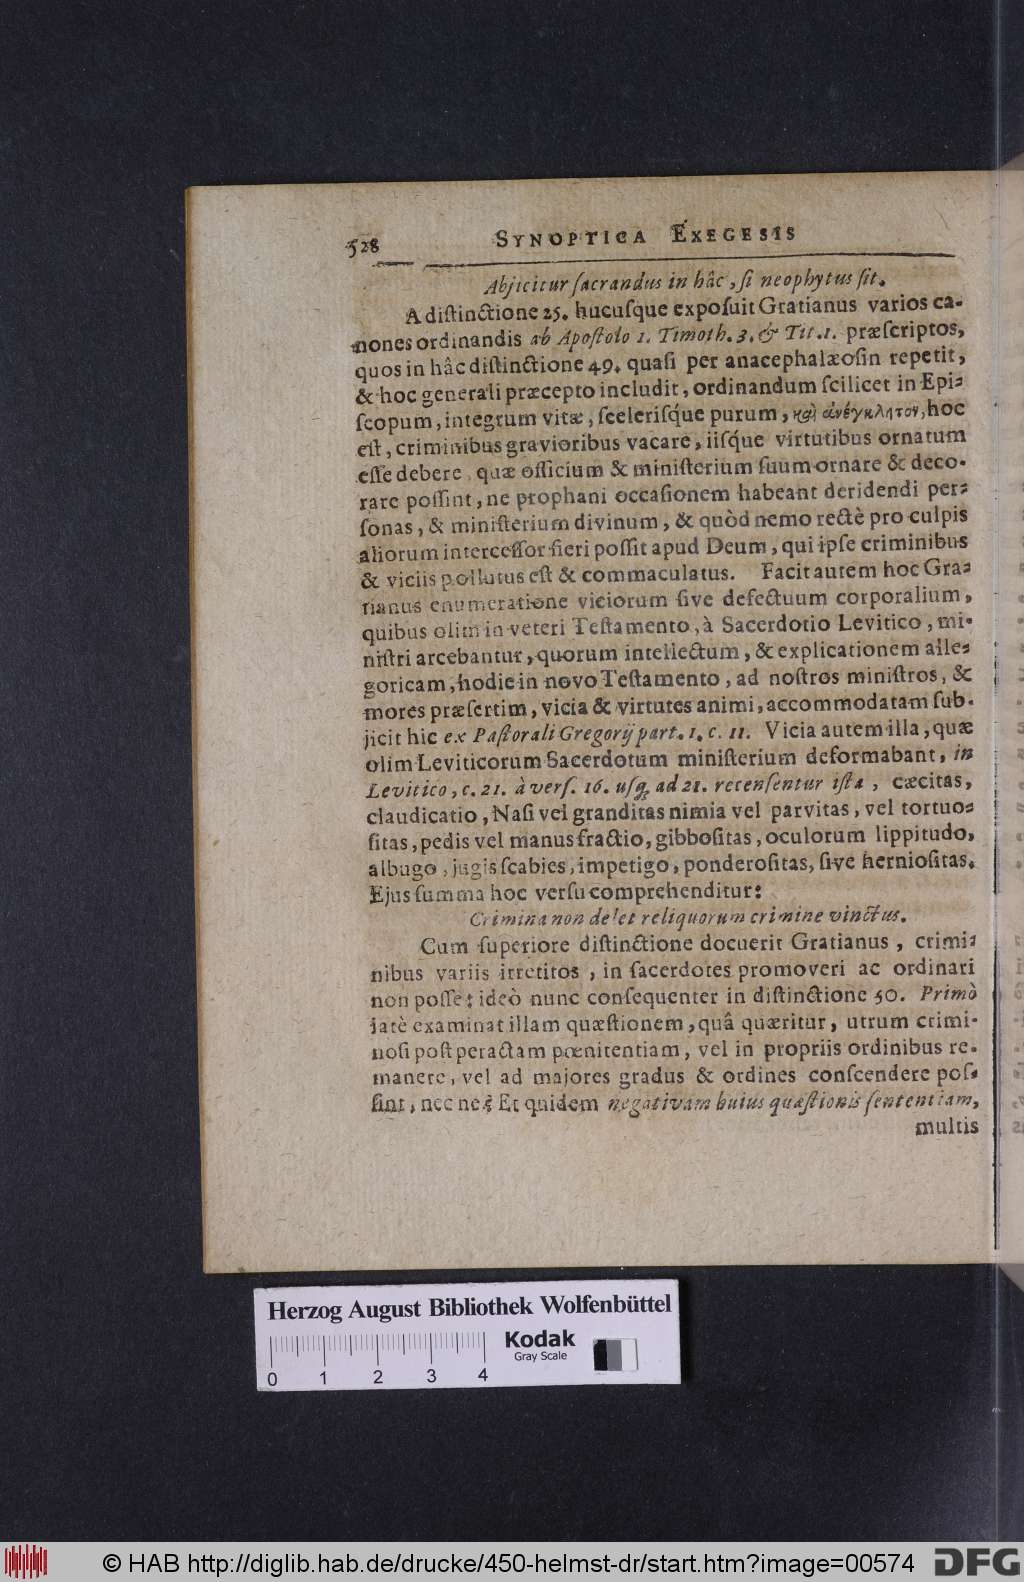 528 SYNOPTICA EXEGESIS
Abjicitur ſacrandus in hâc, ſi neophytus ſit.
A diſtinctione 25. hucuſque expoſuit Gratianus varios ca-
nones ordinandis ab Apoſtolo 1. Timoth. 3. & Tit. 1. præſcriptos,
quos in hâc diſtinctione 49. quaſi per anacephalæoſin repetit,
& hoc generali præcepto includit, ordinandum ſcilicet in Epi-
ſcopum, integrum vitæ, ſceleriſq́ue purum, καὶ ἀνέγκλητον, hoc
eſt, criminibus gravioribus vacare, iiſq́ue virtutibus ornatum
eſſe debere, quæ officium & miniſterium ſuum ornare & deco-
rare poſſint, ne prophani occaſionem habeant deridendi per-
ſonas, & miniſterium divinum, & quòd nemo rectè pro culpis
aliorum interceſſor fieri poſſit apud Deum, qui ipſe criminibus
& viciis pollutus eſt & commaculatus. Facit autem hoc Gra-
tianus enumeratione viciorum ſive defectuum corporalium,
quibus olim in veteri Teſtamento, à Sacerdotio Levitico, mi-
niſtri arcebantur, quorum intellectum, & explicationem alle-
goricam, hodie in novo Teſtamento, ad noſtros miniſtros, &
mores præſertim, vicia & virtutes animi, accommodatam ſub-
jicit hic ex Paſtorali Gregorij part. 1. c. 11. Vicia autem illa, quæ
olim Leviticorum Sacerdotum miniſterium deformabant, in
Levitico, c. 21. à verſ. 16. uſq; ad 21. recenſentur iſta, cæcitas,
claudicatio, Naſi vel granditas nimia vel parvitas, vel tortuo-
ſitas, pedis vel manus fractio, gibboſitas, oculorum lippitudo,
albugo, jugis ſcabies, impetigo, ponderoſitas, ſive hernioſitas.
Ejus ſumma hoc verſu comprehenditur:
Crimina non delet reliquorum crimine vinctus.
Cum ſuperiore diſtinctione docuerit Gratianus, crimi-
nibus variis irretitos, in ſacerdotes promoveri ac ordinari
non poſſe: ideò nunc conſequenter in diſtinctione 50. Primò
latè examinat illam quæſtionem, quâ quæritur, utrum crimi-
noſi poſt peractam pœnitentiam, vel in propriis ordinibus re-
manere, vel ad majores gradus & ordines conſcendere poſ-
ſint, nec ne? Et quidem negativam huius quæſtionis ſententiam,
multis
Herzog August Bibliothek Wolfenbüttel
Kodak
Gray Scale
0 1 2 3 4
© HAB http://diglib.hab.de/drucke/450-helmst-dr/start.htm?image=00574
DFG